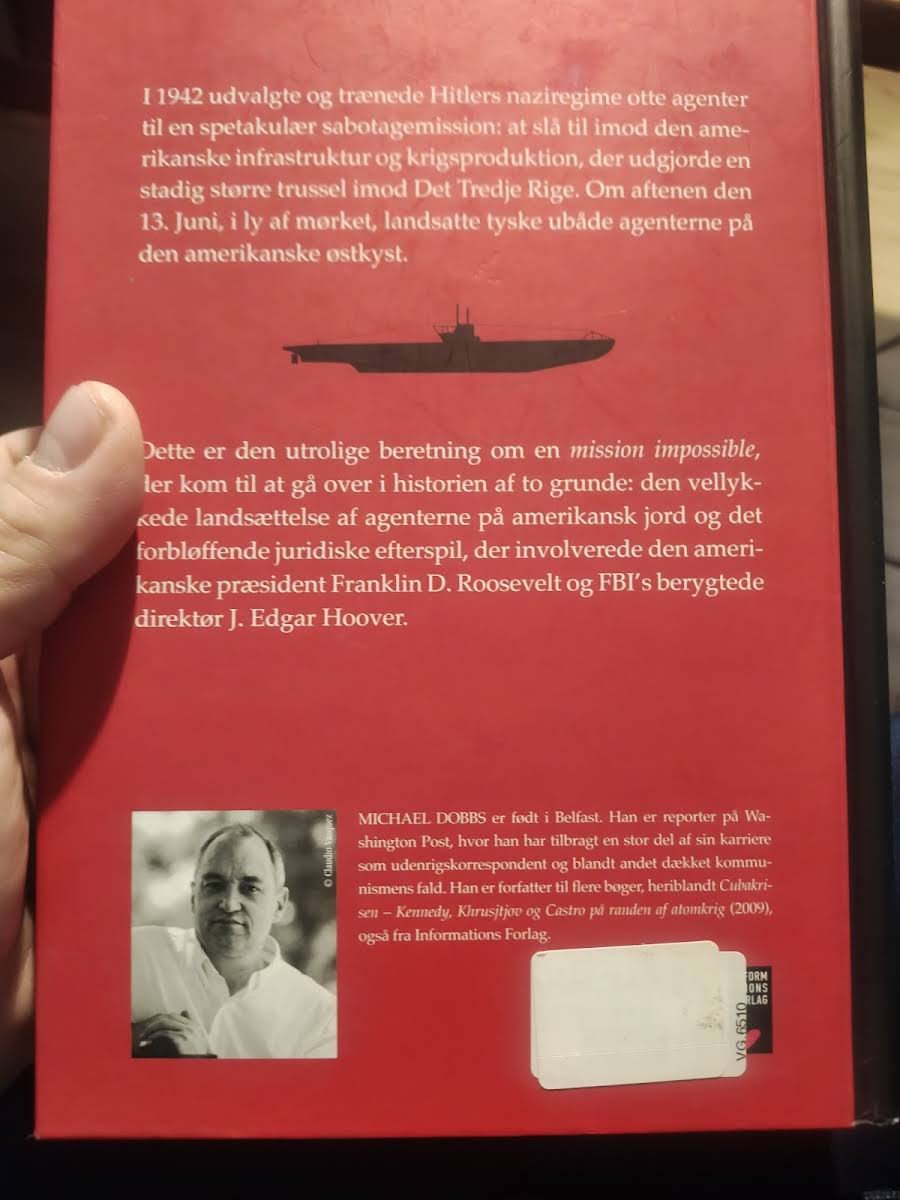 I 1942 udvalgte og trænede Hitlers naziregime otte agenter
til en spetakulær sabotagemission: at slå til imod den ame-
rikanske infrastruktur og krigsproduktion, der udgjorde en
stadig større trussel imod Det Tredje Rige. Om aftenen den
13. Juni, i ly af mørket, landsatte tyske ubåde agenterne på
den amerikanske østkyst.
Dette er den utrolige beretning om en mission impossible,
der kom til at gå over i historien af to grunde: den vellyk-
kede landsættelse af agenterne på amerikansk jord og det
forbløffende juridiske efterspil, der involverede den ameri-
kanske præsident Franklin D. Roosevelt og FBI's berygtede
direktør J. Edgar Hoover.
© Claudio Vasquez
MICHAEL DOBBS er født i Belfast. Han er reporter på Wa-
shington Post, hvor han har tilbragt en stor del af sin karriere
som udenrigskorrespondent og blandt andet dækket kommu-
nismens fald. Han er forfatter til flere bøger, heriblandt Cubakri-
sen – Kennedy, Khrusjtjov og Castro på randen af atomkrig (2009),
også fra Informations Forlag.
FORM
IONS
RLAG
VG 6510